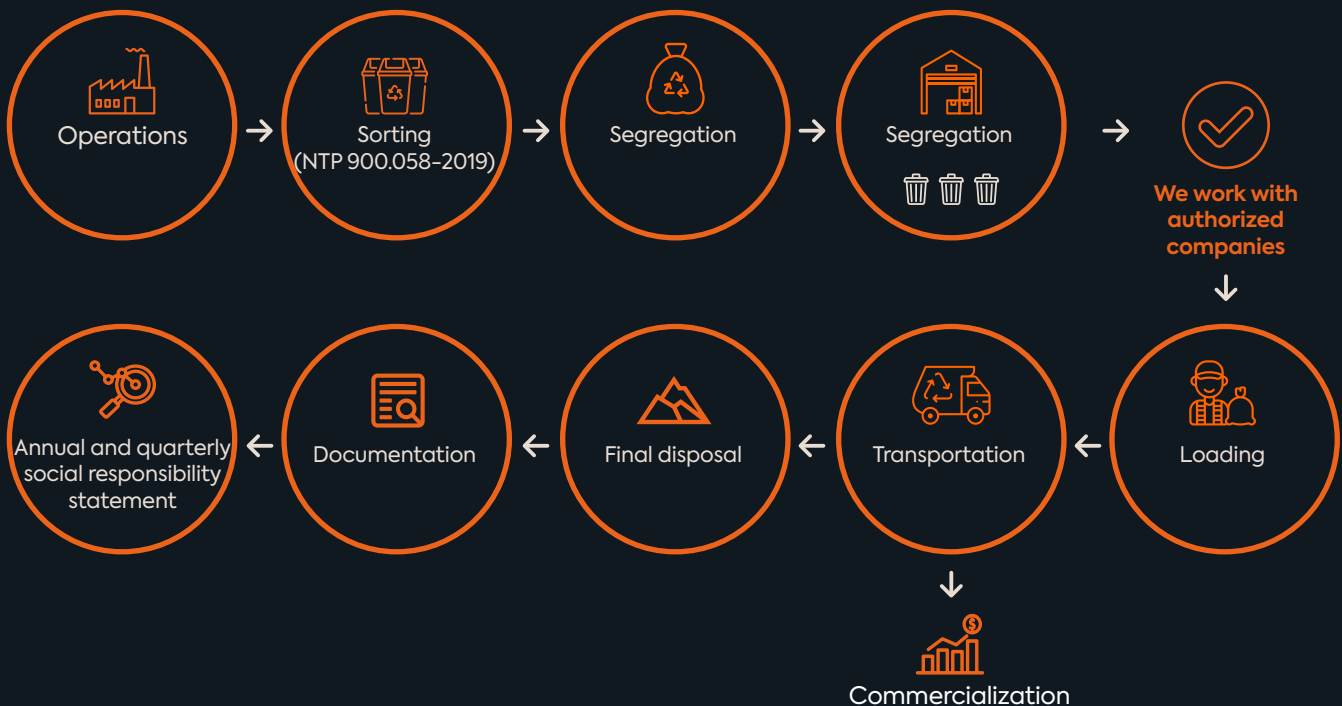 Operations
Sorting
(NTP 900.058-2019)
Segregation
Segregation
We work with
authorized
companies
Annual and quarterly
social responsibility
statement
Documentation
Final disposal
Transportation
Loading
$
Commercialization